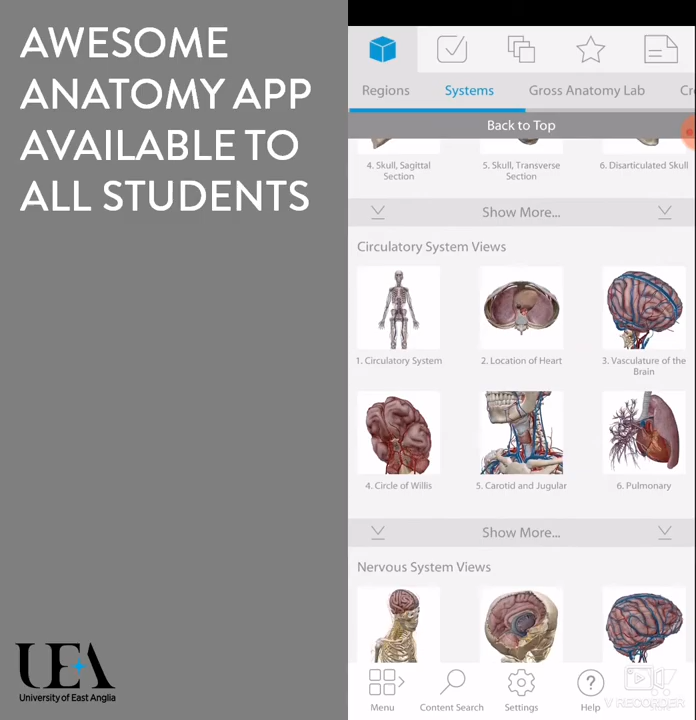 AWESOME
ANATOMY APP
AVAILABLE TO
ALL STUDENTS
UEA
University of East Anglia
Regions
Systems
Gross Anatomy Lab
Back to Top
4. Skull, Sagittal
Section
5. Skull, Transverse
Section
6. Disarticulated Skull
Show More...
Circulatory System Views
1. Circulatory System
2. Location of Heart
3. Vasculature of the
Brain
4. Circle of Willis
5. Carotid and Jugular
6. Pulmonary
Show More...
Nervous System Views
Menu
Content Search
Settings
Help
V RECORDER